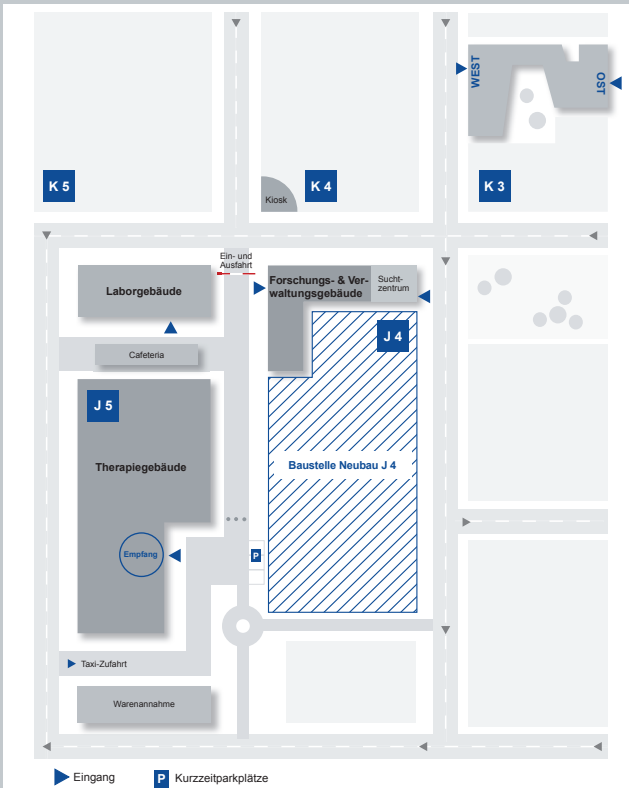 WEST
OST
K 5
K 4
K 3
Kiosk
Ein- und
Ausfahrt
Laborgebäude
Forschungs- & Ver-
waltungsgebäude
Sucht-
zentrum
J 4
Cafeteria
J 5
Therapiegebäude
Baustelle Neubau J 4
Empfang
P
Taxi-Zufahrt
Warenannahme
Eingang
P Kurzzeitparkplätze